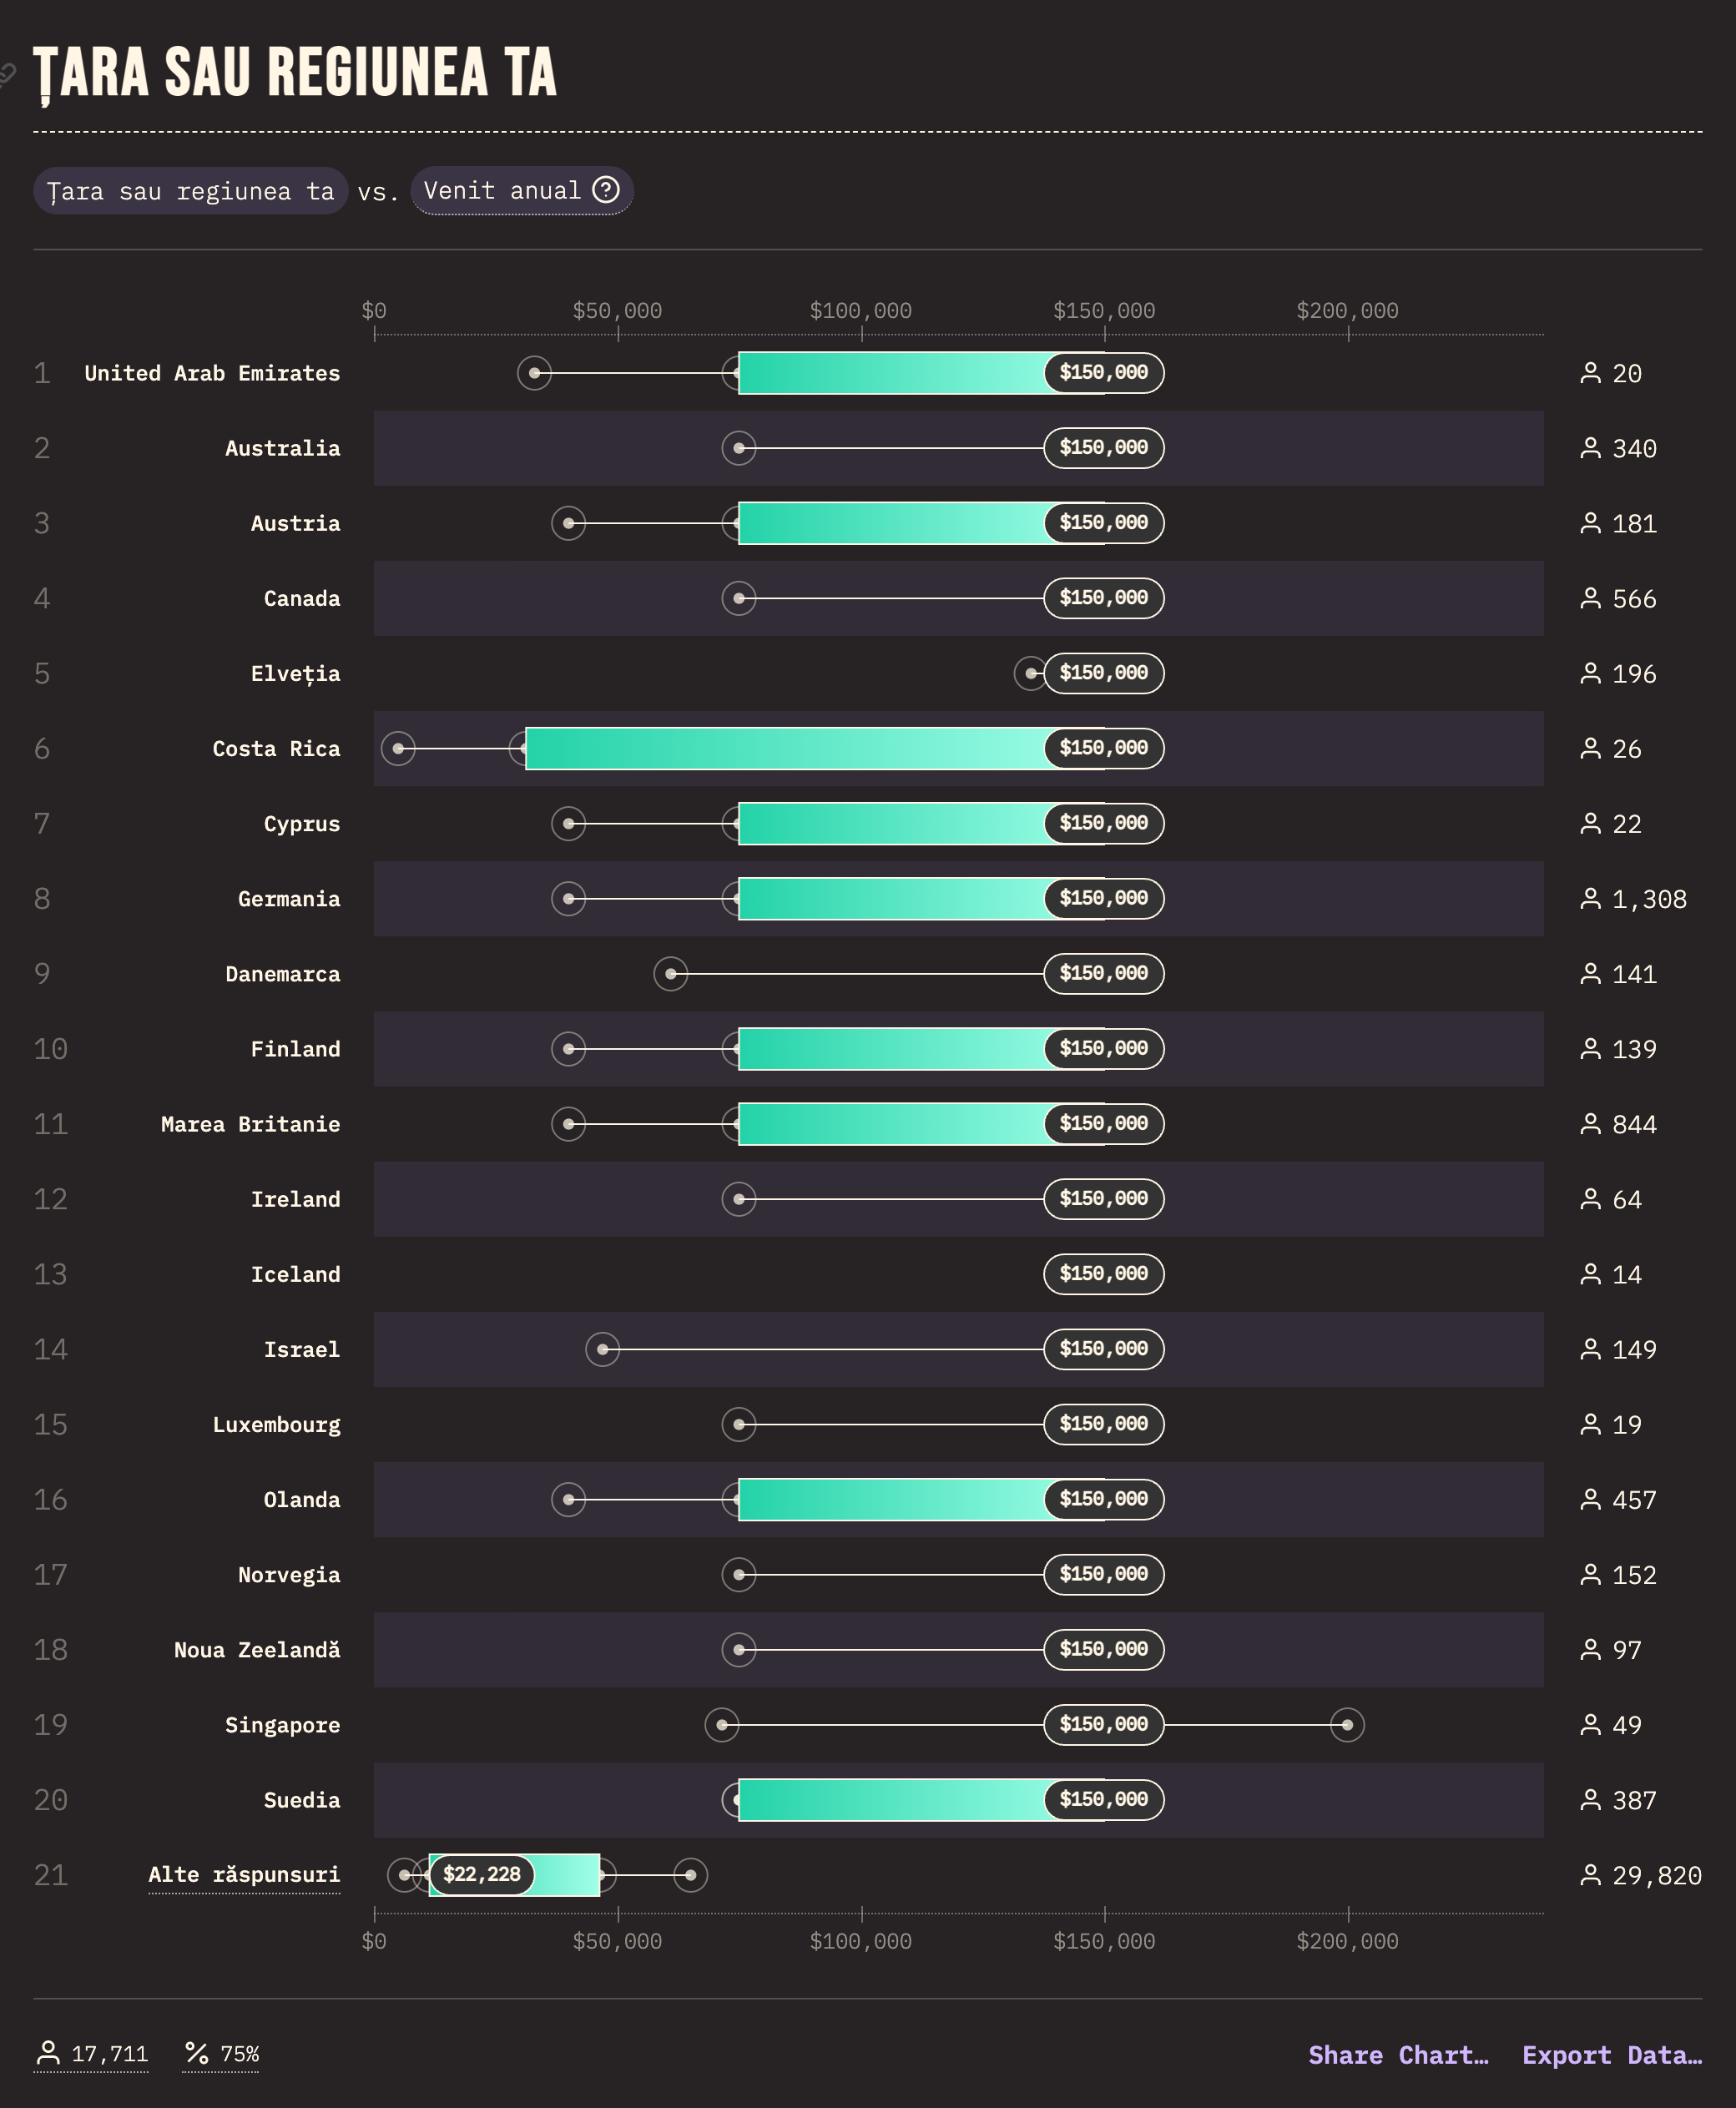 ȚARA SAU REGIUNEA TA
Țara sau regiunea ta vs. Venit anual ?
$0 $50,000 $100,000 $150,000 $200,000
1 United Arab Emirates $150,000 20
2 Australia $150,000 340
3 Austria $150,000 181
4 Canada $150,000 566
5 Elveția $150,000 196
6 Costa Rica $150,000 26
7 Cyprus $150,000 22
8 Germania $150,000 1,308
9 Danemarca $150,000 141
10 Finland $150,000 139
11 Marea Britanie $150,000 844
12 Ireland $150,000 64
13 Iceland $150,000 14
14 Israel $150,000 149
15 Luxembourg $150,000 19
16 Olanda $150,000 457
17 Norvegia $150,000 152
18 Noua Zeelandă $150,000 97
19 Singapore $150,000 49
20 Suedia $150,000 387
21 Alte răspunsuri $22,228 29,820
$0 $50,000 $100,000 $150,000 $200,000
17,711 % 75% Share Chart… Export Data…